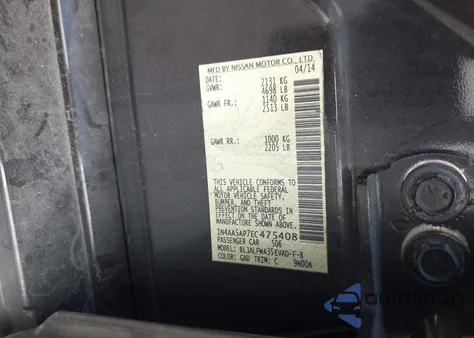 MFD BY NISSAN MOTOR CO., LTD.
DATE: 04/14
GVWR: 2131 KG
4698 LB
GAWR FR.: 1140 KG
2513 LB
GAWR RR.: 1000 KG
2205 LB
THIS VEHICLE CONFORMS TO
ALL APPLICABLE FEDERAL
MOTOR VEHICLE SAFETY,
BUMPER, AND THEFT
PREVENTION STANDARDS
IN EFFECT ON THE DATE OF
MANUFACTURE SHOWN ABOVE.
1N4AA5AP7EC475408
PASSENGER CAR 506
MODEL: BLJALFWA35EVAD-F-B
COLOR: GAD TRIM: C 9N00A
autoSnap